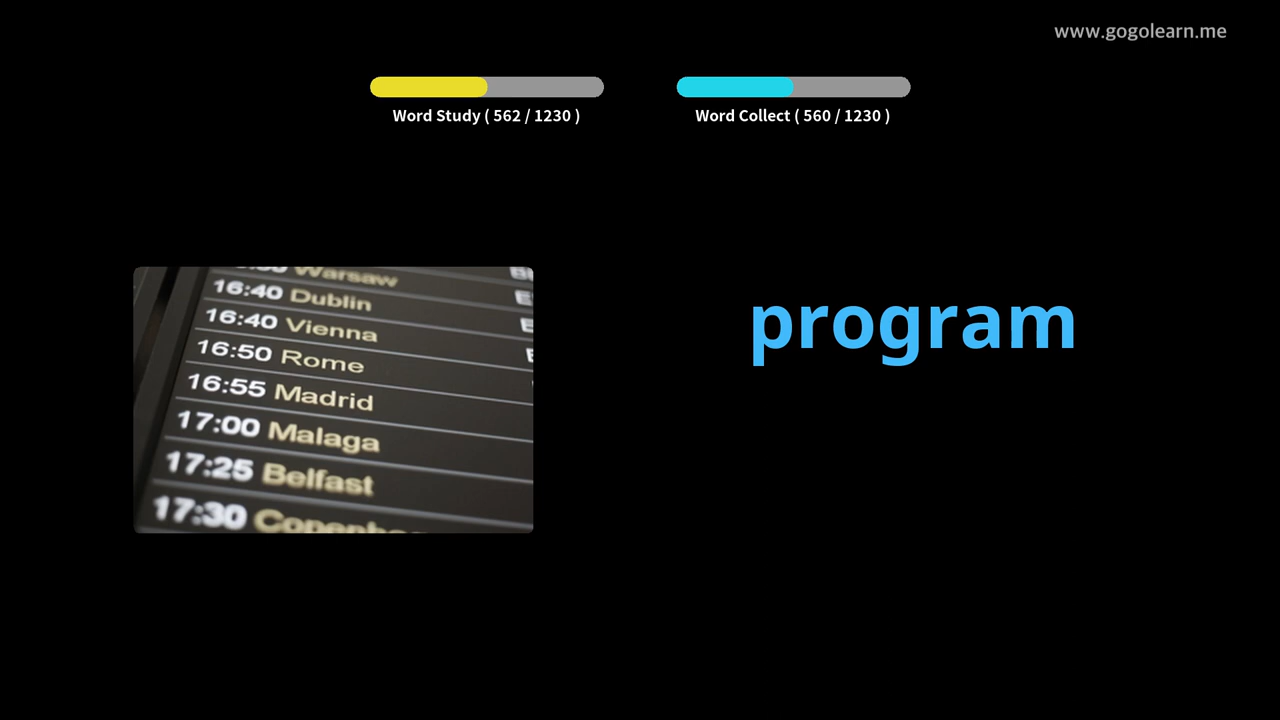 www.gogolearn.me
Word Study ( 562 / 1230 )
Word Collect ( 560 / 1230 )
Warsaw
16:40 Dublin
16:40 Vienna
16:50 Rome
16:55 Madrid
17:00 Malaga
17:25 Belfast
17:30
program